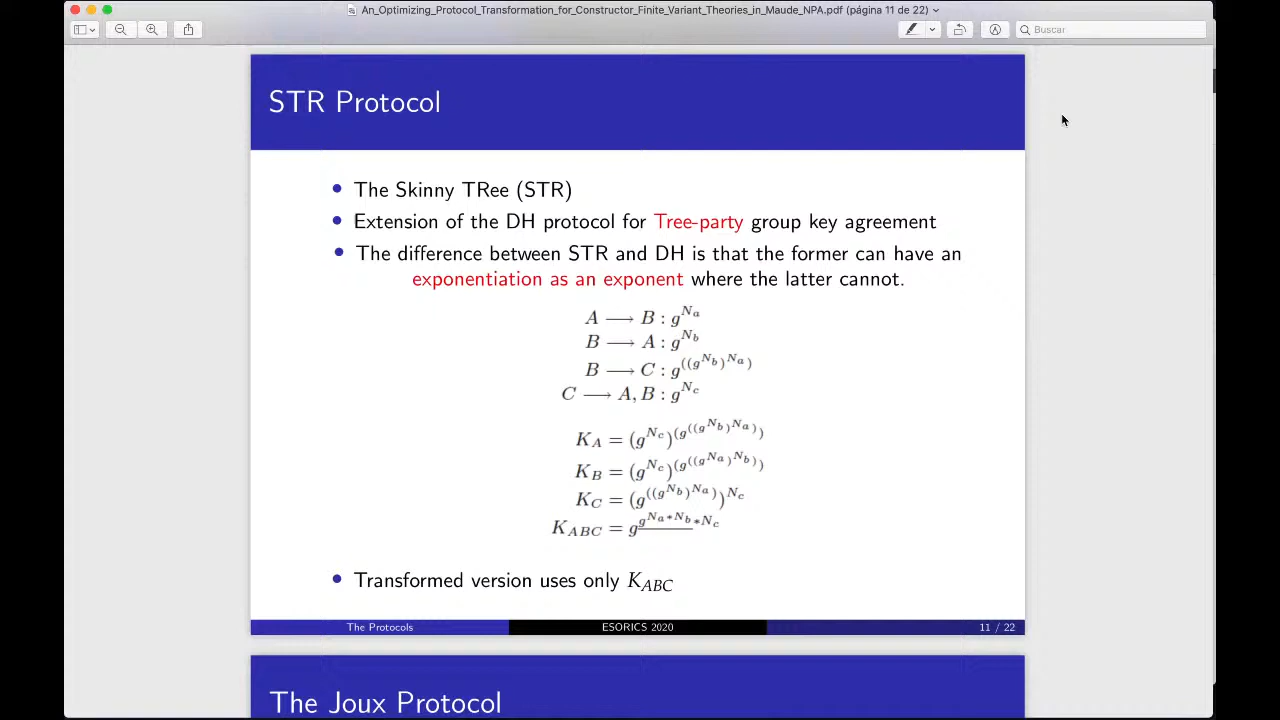 An_Optimizing_Protocol_Transformation_for_Constructor_Finite_Variant_Theories_in_Maude_NPA.pdf (página 11 de 22)
Buscar
STR Protocol
• The Skinny TRee (STR)
• Extension of the DH protocol for Tree-party group key agreement
• The difference between STR and DH is that the former can have an
exponentiation as an exponent where the latter cannot.
A ⟶ B : g^{N_a}
B ⟶ A : g^{N_b}
B ⟶ C : g^{((g^{N_b})^{N_a})}
C ⟶ A, B : g^{N_c}
K_A = (g^{N_c})^{(g^{((g^{N_b})^{N_a})})}
K_B = (g^{N_c})^{(g^{((g^{N_a})^{N_b})})}
K_C = (g^{((g^{N_b})^{N_a})})^{N_c}
K_{ABC} = g^{g^{N_a*N_b}*N_c}
• Transformed version uses only K_{ABC}
The Protocols ESORICS 2020 11 / 22
The Joux Protocol